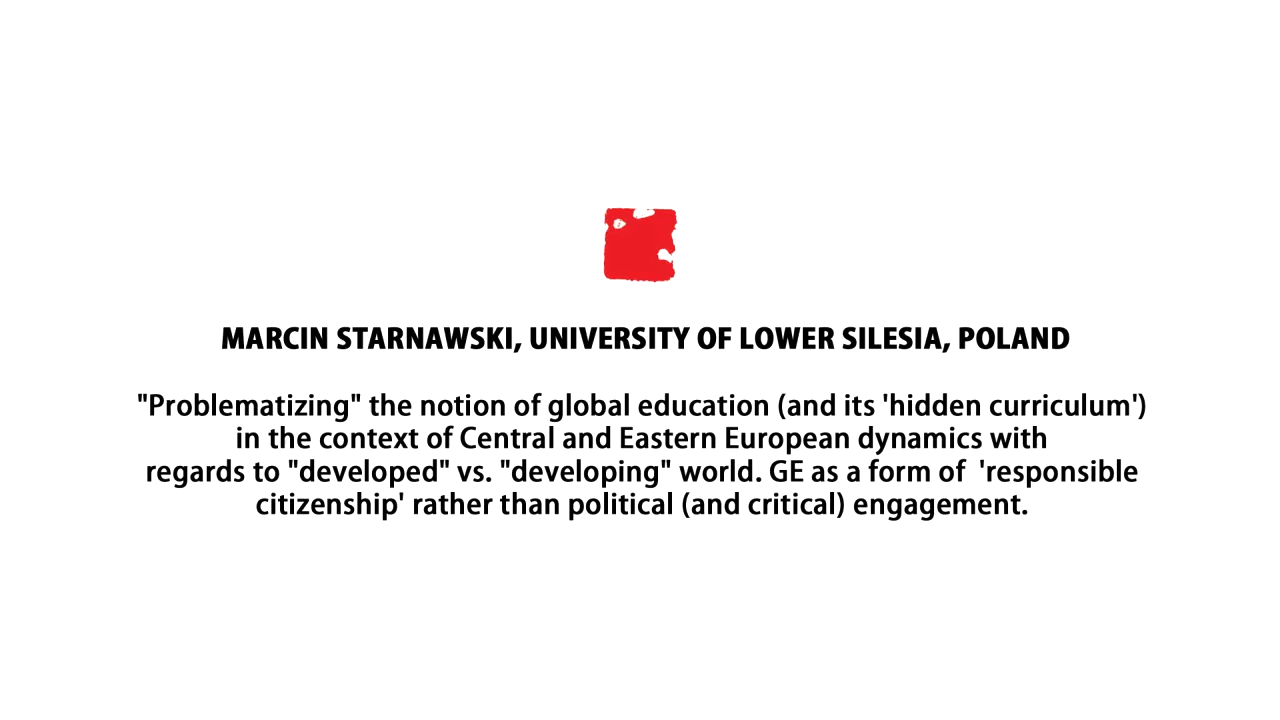 MARCIN STARNAWSKI, UNIVERSITY OF LOWER SILESIA, POLAND
"Problematizing" the notion of global education (and its 'hidden curriculum')
in the context of Central and Eastern European dynamics with
regards to "developed" vs. "developing" world. GE as a form of  'responsible
citizenship' rather than political (and critical) engagement.